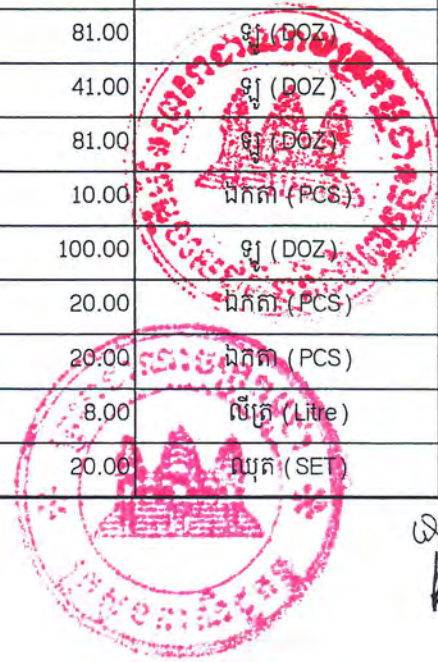 81.00 ឡូ (DOZ)
41.00 ឡូ (DOZ)
81.00 ឡូ (DOZ)
10.00 ឯកតា (PCS)
100.00 ឡូ (DOZ)
20.00 ឯកតា (PCS)
20.00 ឯកតា (PCS)
8.00 លីត្រ (Litre)
20.00 ឈុត (SET)